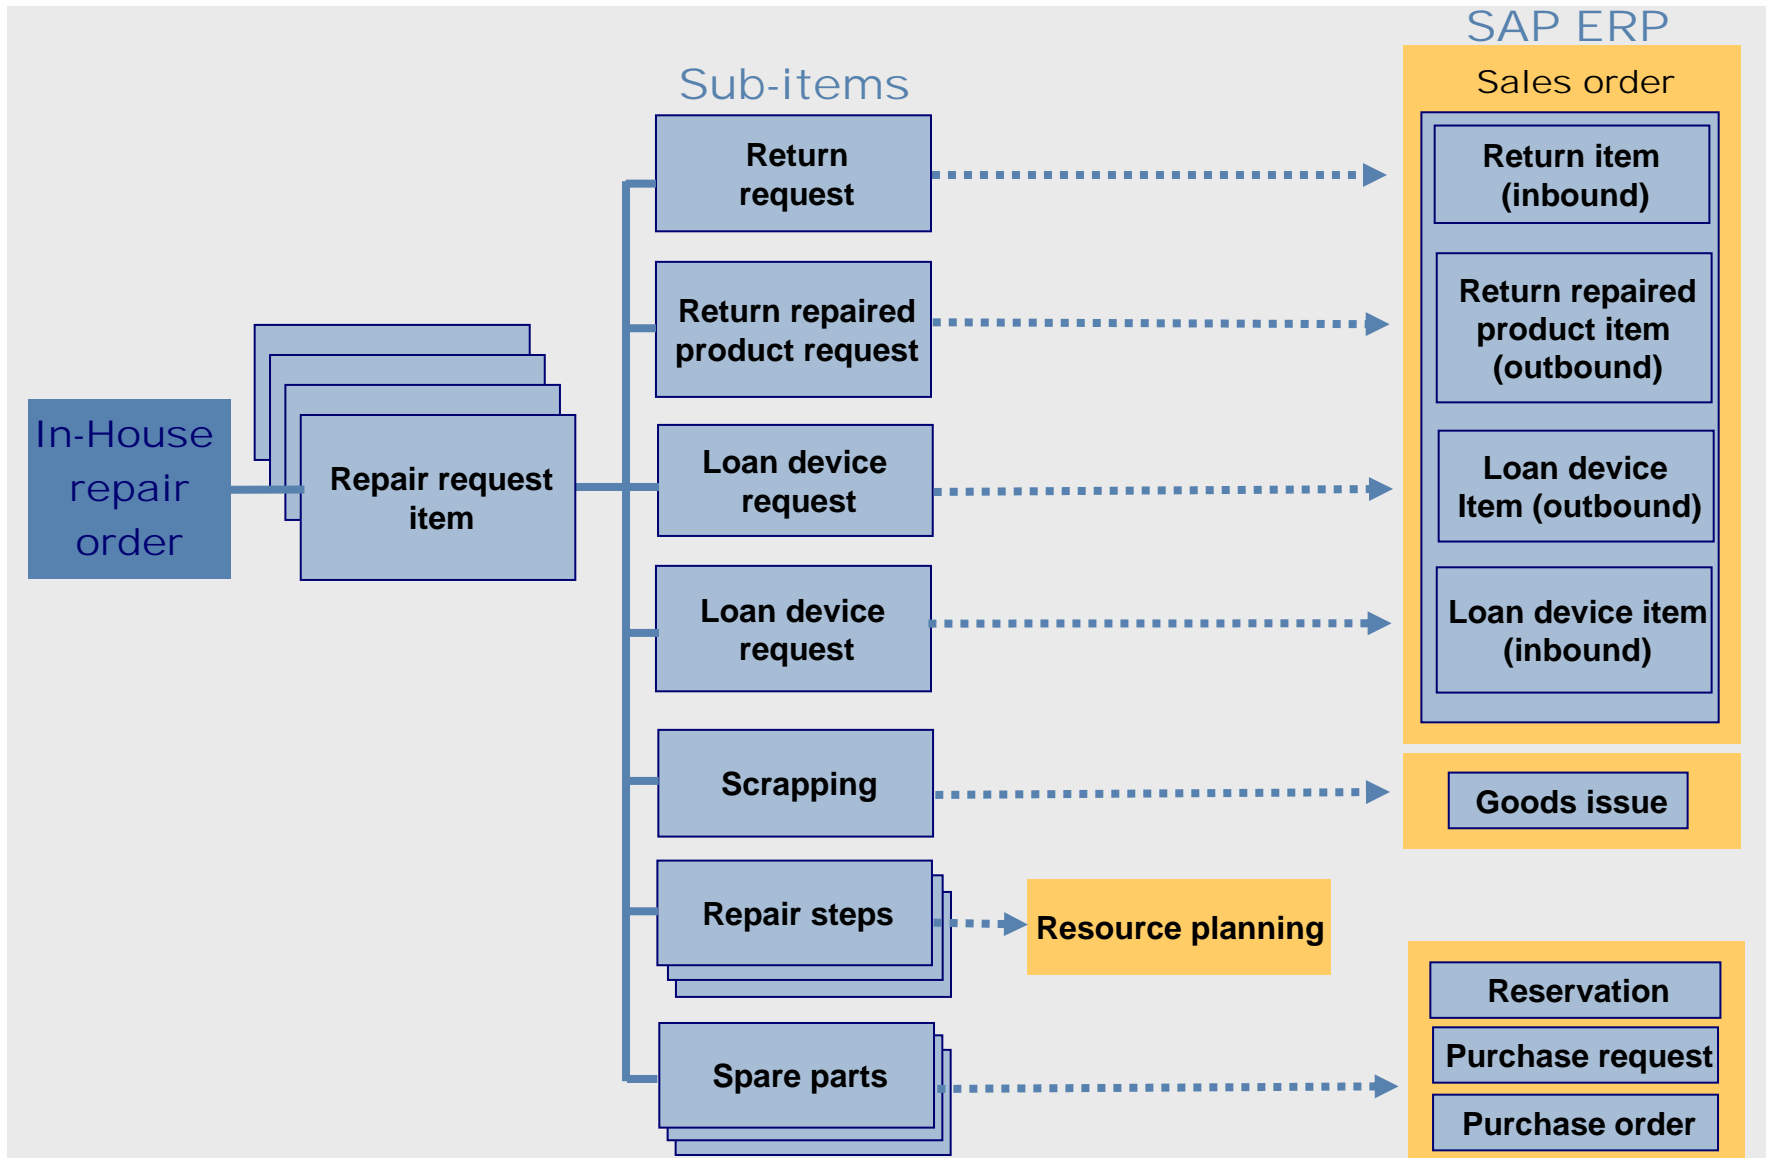 SAP ERP
Sub-items
Sales order
Return
request
Return item
(inbound)
Return repaired
product request
Return repaired
product item
(outbound)
In-House
repair
order
Repair request
item
Loan device
request
Loan device
Item (outbound)
Loan device
request
Loan device item
(inbound)
Scrapping
Goods issue
Repair steps
Resource planning
Spare parts
Reservation
Purchase request
Purchase order